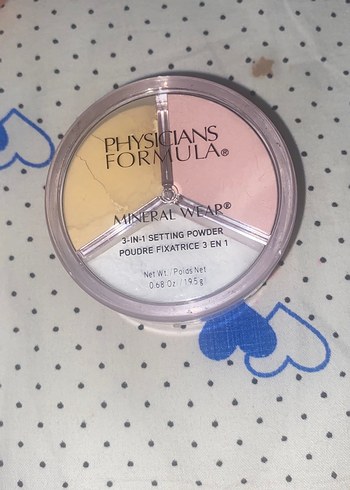 PHYSICIANS
FORMULA®
MINERAL WEAR®
3-IN-1 SETTING POWDER
POUDRE FIXATRICE 3 EN 1
Net Wt. / Poids Net
0.68 Oz / 19.5 g